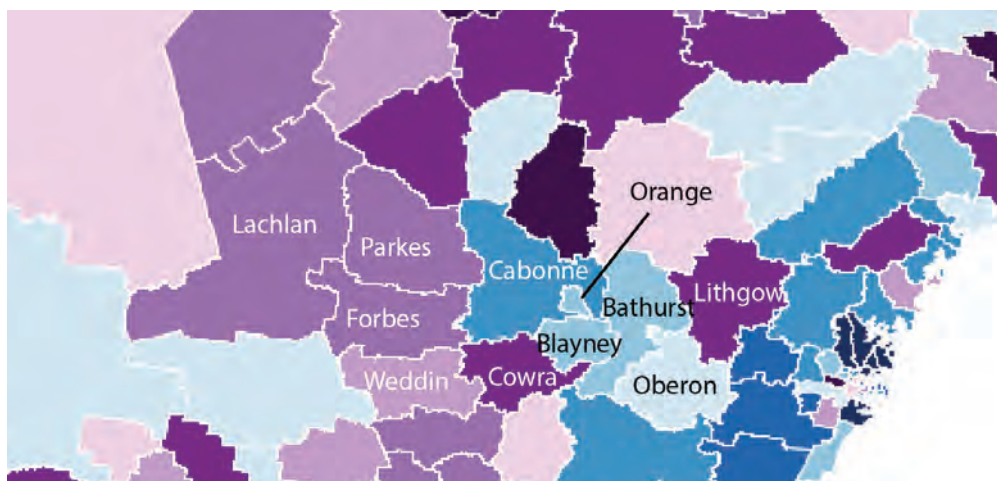 Orange
Lachlan
Parkes
Cabonne
Lithgow
Bathurst
Forbes
Blayney
Weddin
Cowra
Oberon